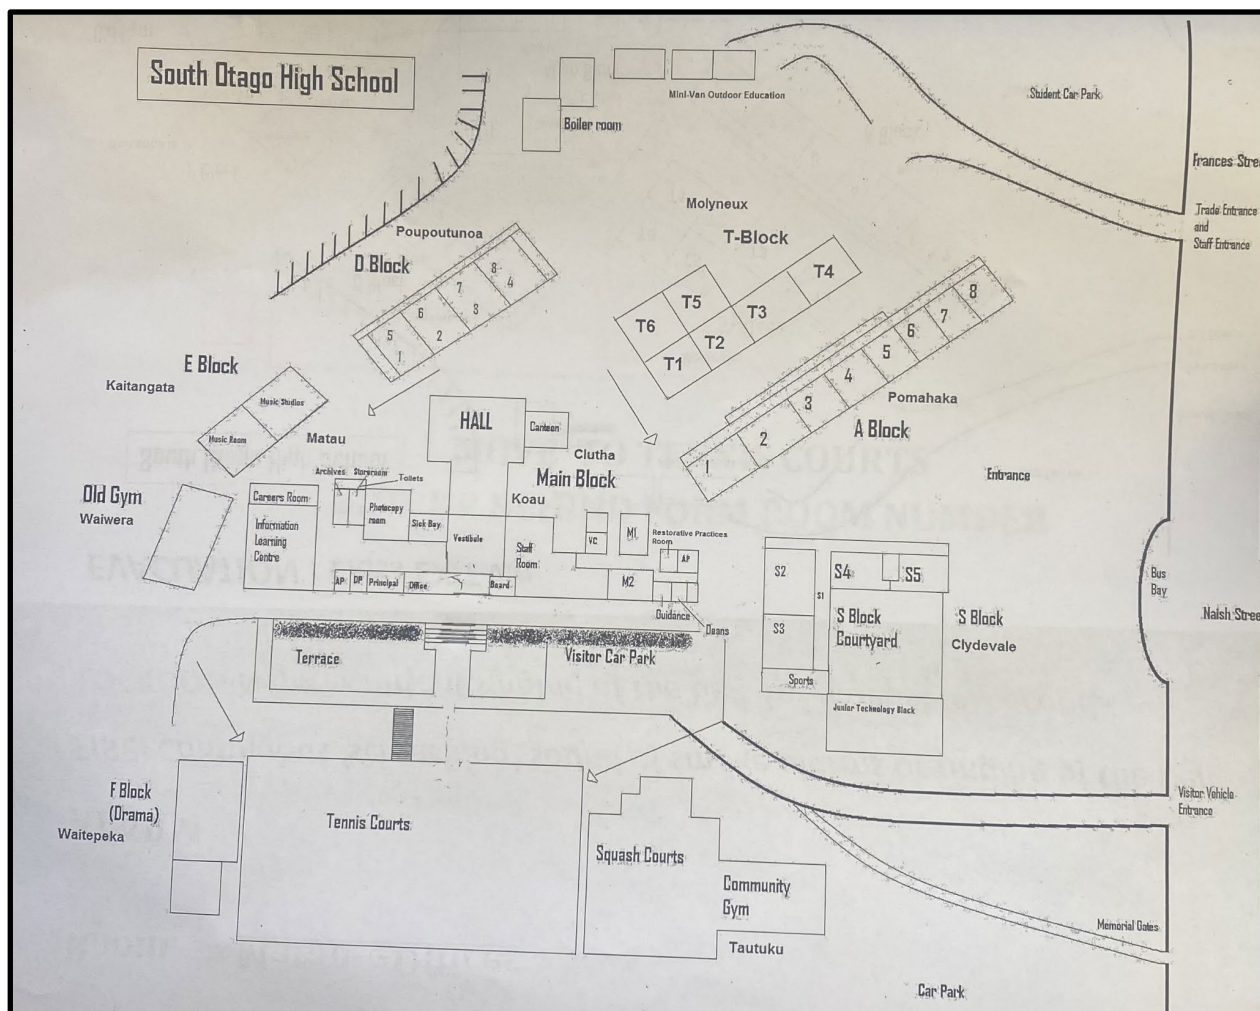 South Otago High School
Boiler room
Mini-Van Outdoor Education
Student Car Park
Trade Entrance
and
Staff Entrance
Molyneux
T-Block
T1
T2
T3
T4
T5
T6
Poupoutunoa
D Block
5
6
7
8
1
2
3
4
1
2
3
4
5
6
7
8
Pomahaka
A Block
E Block
Kaitangata
Music Studios
Music Room
Matau
HALL
Canteen
Clutha
Main Block
Koau
Entrance
Old Gym
Waiwera
Archives
Storeroom
Toilets
Careers Room
Information
Learning
Centre
Photocopy
room
Sick Bay
Vestibule
Staff
Room
VC
M1
Restorative Practices
Room
AP
AP
DP
Principal
Office
Board
M2
Guidance
Deans
S2
S1
S3
S4
S5
S Block
Courtyard
S Block
Clydevale
Sports
Junior Technology Block
Bus
Bay
Terrace
Visitor Car Park
Visitor Vehicle
Entrance
F Block
(Drama)
Waitepeka
Tennis Courts
Squash Courts
Community
Gym
Tautuku
Memorial Gates
Car Park